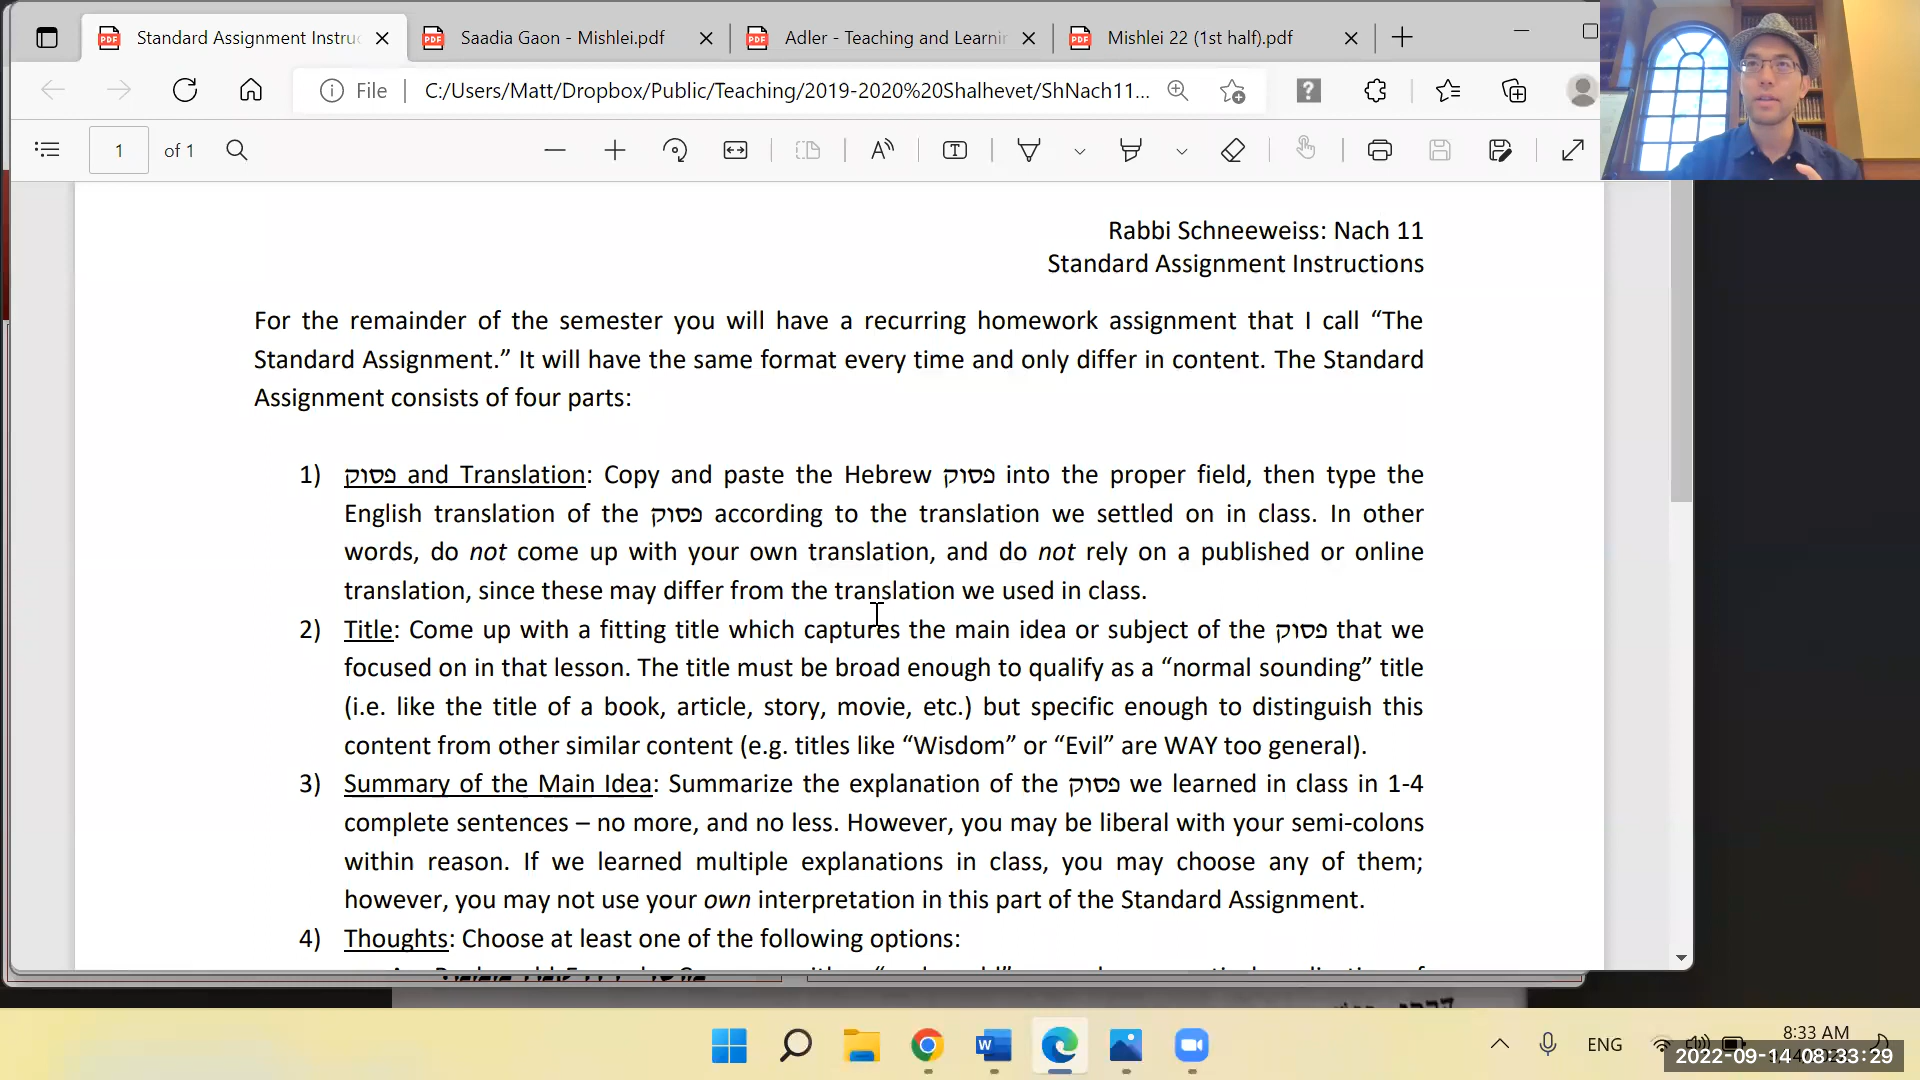 Standard Assignment Instruc
Saadia Gaon - Mishlei.pdf
Adler - Teaching and Learnin
Mishlei 22 (1st half).pdf
File
C:/Users/Matt/Dropbox/Public/Teaching/2019-2020%20Shalhevet/ShNach11...
1
of 1
Rabbi Schneeweiss: Nach 11
Standard Assignment Instructions
For the remainder of the semester you will have a recurring homework assignment that I call “The
Standard Assignment.” It will have the same format every time and only differ in content. The Standard
Assignment consists of four parts:
1) פסוק and Translation: Copy and paste the Hebrew פסוק into the proper field, then type the
English translation of the פסוק according to the translation we settled on in class. In other
words, do not come up with your own translation, and do not rely on a published or online
translation, since these may differ from the translation we used in class.
2) Title: Come up with a fitting title which captures the main idea or subject of the פסוק that we
focused on in that lesson. The title must be broad enough to qualify as a “normal sounding” title
(i.e. like the title of a book, article, story, movie, etc.) but specific enough to distinguish this
content from other similar content (e.g. titles like “Wisdom” or “Evil” are WAY too general).
3) Summary of the Main Idea: Summarize the explanation of the פסוק we learned in class in 1-4
complete sentences – no more, and no less. However, you may be liberal with your semi-colons
within reason. If we learned multiple explanations in class, you may choose any of them;
however, you may not use your own interpretation in this part of the Standard Assignment.
4) Thoughts: Choose at least one of the following options:
ENG
8:33 AM
2022-09-14 08:33:29